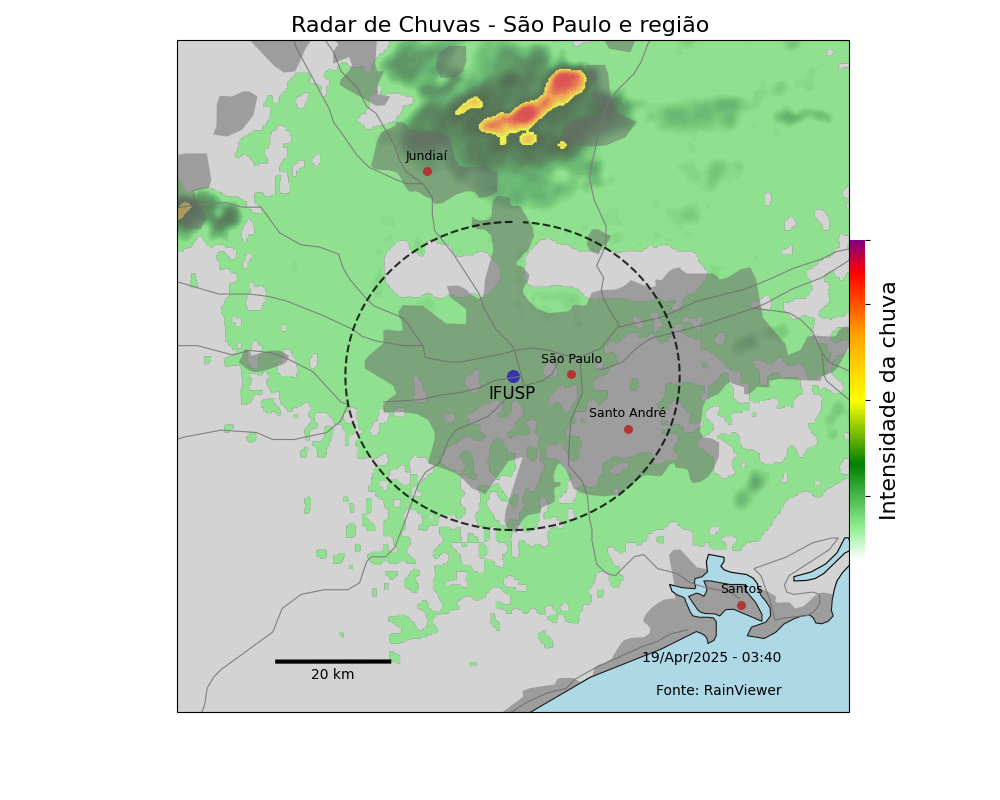 Radar de Chuvas - São Paulo e região
Jundiaí
São Paulo
IFUSP
Santo André
Intensidade da chuva
Santos
19/Apr/2025 - 03:40
20 km
Fonte: RainViewer